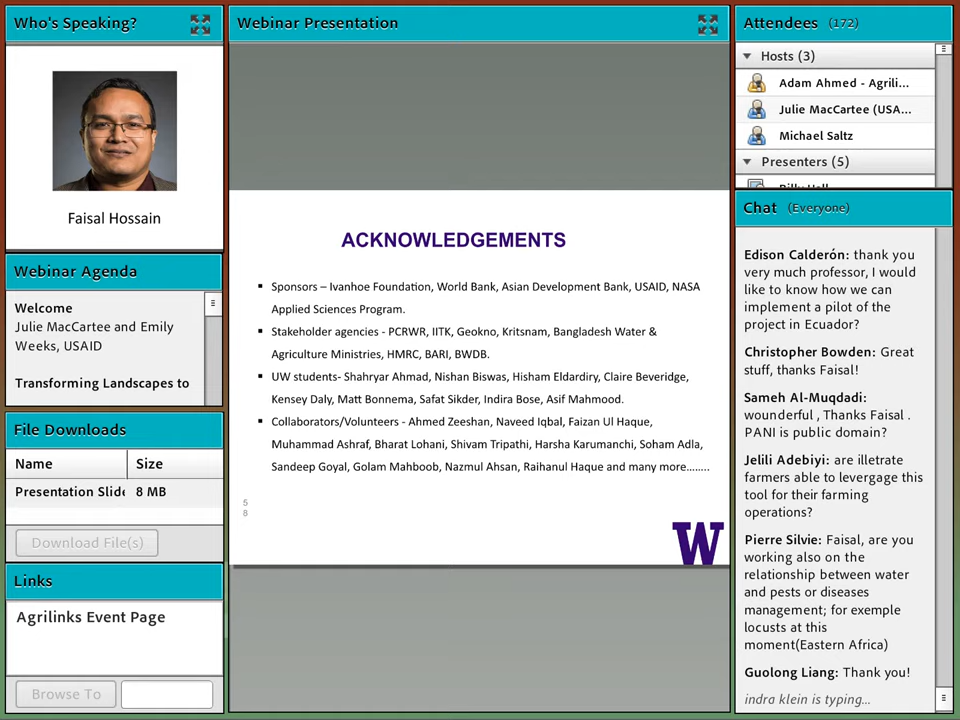 Who's Speaking?
Faisal Hossain
Webinar Agenda
Welcome
Julie MacCartee and Emily
Weeks, USAID
Transforming Landscapes to
File Downloads
Name Size
Presentation Slide 8 MB
Download File(s)
Links
Agrilinks Event Page
Browse To
Webinar Presentation
ACKNOWLEDGEMENTS
▪ Sponsors – Ivanhoe Foundation, World Bank, Asian Development Bank, USAID, NASA
Applied Sciences Program.
▪ Stakeholder agencies - PCRWR, IITK, Geokno, Kritsnam, Bangladesh Water &
Agriculture Ministries, HMRC, BARI, BWDB.
▪ UW students- Shahryar Ahmad, Nishan Biswas, Hisham Eldardiry, Claire Beveridge,
Kensey Daly, Matt Bonnema, Safat Sikder, Indira Bose, Asif Mahmood.
▪ Collaborators/Volunteers - Ahmed Zeeshan, Naveed Iqbal, Faizan Ul Haque,
Muhammad Ashraf, Bharat Lohani, Shivam Tripathi, Harsha Karumanchi, Soham Adla,
Sandeep Goyal, Golam Mahboob, Nazmul Ahsan, Raihanul Haque and many more……..
5
8
W
Attendees (172)
Hosts (3)
Adam Ahmed - Agrili...
Julie MacCartee (USA...
Michael Saltz
Presenters (5)
Chat (Everyone)
Edison Calderón: thank you
very much professor, I would
like to know how we can
implement a pilot of the
project in Ecuador?
Christopher Bowden: Great
stuff, thanks Faisal!
Sameh Al-Muqdadi:
wounderful , Thanks Faisal .
PANI is public domain?
Jelili Adebiyi: are illetrate
farmers able to levergage this
tool for their farming
operations?
Pierre Silvie: Faisal, are you
working also on the
relationship between water
and pests or diseases
management; for exemple
locusts at this
moment(Eastern Africa)
Guolong Liang: Thank you!
indra klein is typing...